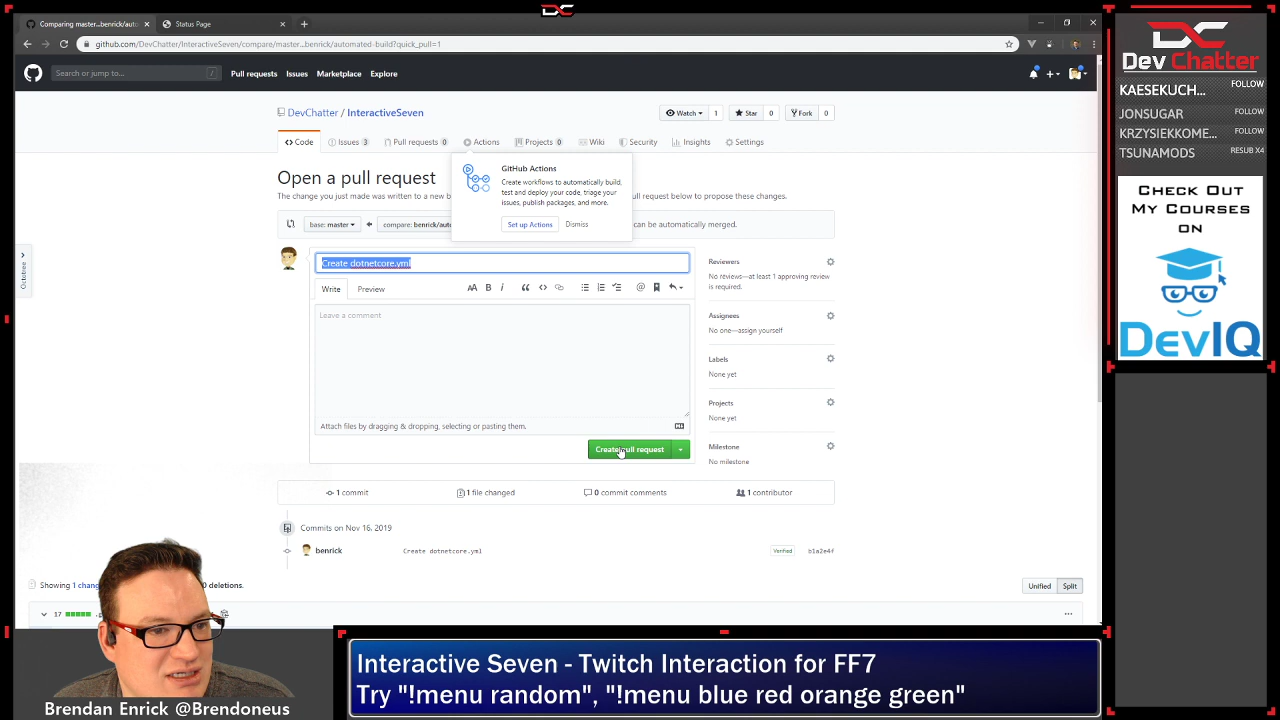 Comparing master...benrick/auto
Status Page
github.com/DevChatter/InteractiveSeven/compare/master...benrick/automated-build?quick_pull=1
Search or jump to...
Pull requests
Issues
Marketplace
Explore
DevChatter / InteractiveSeven
Watch 1
Star 0
Fork 0
Code
Issues 3
Pull requests 0
Actions
Projects 0
Wiki
Security
Insights
Settings
GitHub Actions
Create workflows to automatically build,
test and deploy your code, triage your
issues, publish packages, and more.
Set up Actions
Dismiss
Open a pull request
The change you just made was written to a new b
request below to propose these changes.
base: master
compare: benrick/aut
can be automatically merged.
Create dotnetcore.yml
Write
Preview
AA B i
Leave a comment
Attach files by dragging & dropping, selecting or pasting them.
Create pull request
Reviewers
No reviews—at least 1 approving review
is required.
Assignees
No one—assign yourself
Labels
None yet
Projects
None yet
Milestone
No milestone
1 commit
1 file changed
0 commit comments
1 contributor
Commits on Nov 16, 2019
benrick
Create dotnetcore.yml
Verified
b1a2e4f
Showing 1 chang
0 deletions.
Unified
Split
17
Octotree
DC
Dev Chatter
KAESEKUCH... FOLLOW
JONSUGAR FOLLOW
KRZYSIEKKOME... FOLLOW
TSUNAMODS RESUB X4
CHECK OUT
MY COURSES
ON
DevIQ
Interactive Seven - Twitch Interaction for FF7
Try "!menu random", "!menu blue red orange green"
Brendan Enrick @Brendoneus